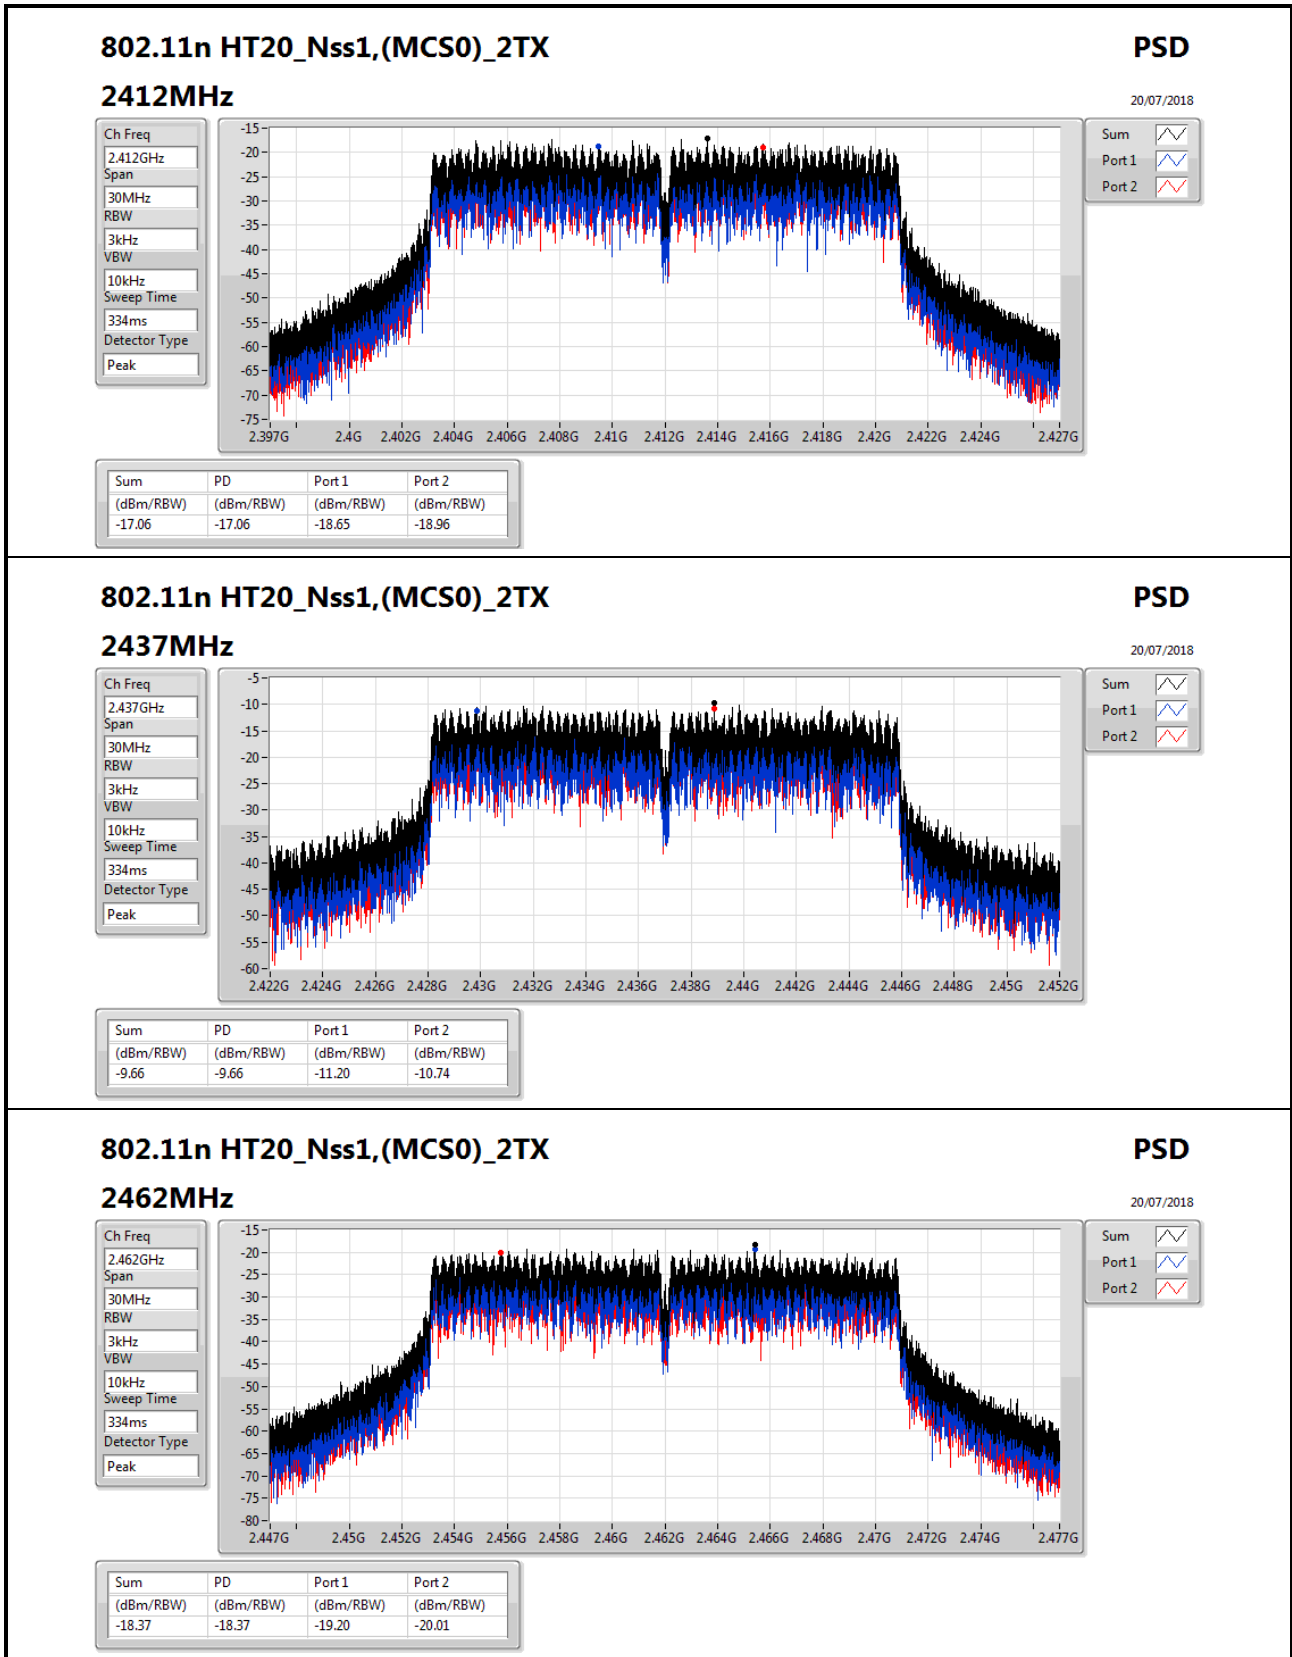 802.11n HT20_Nss1,(MCS0)_2TX PSD
2412MHz 20/07/2018
Ch Freq
2.412GHz
Span
30MHz
RBW
3kHz
VBW
10kHz
Sweep Time
334ms
Detector Type
Peak
-15
-20
-25
-30
-35
-40
-45
-50
-55
-60
-65
-70
-75
2.397G 2.4G 2.402G 2.404G 2.406G 2.408G 2.41G 2.412G 2.414G 2.416G 2.418G 2.42G 2.422G 2.424G 2.427G
Sum
Port 1
Port 2
Sum PD Port 1 Port 2
(dBm/RBW) (dBm/RBW) (dBm/RBW) (dBm/RBW)
-17.06 -17.06 -18.65 -18.96
802.11n HT20_Nss1,(MCS0)_2TX PSD
2437MHz 20/07/2018
Ch Freq
2.437GHz
Span
30MHz
RBW
3kHz
VBW
10kHz
Sweep Time
334ms
Detector Type
Peak
-5
-10
-15
-20
-25
-30
-35
-40
-45
-50
-55
-60
2.422G 2.424G 2.426G 2.428G 2.43G 2.432G 2.434G 2.436G 2.438G 2.44G 2.442G 2.444G 2.446G 2.448G 2.45G 2.452G
Sum
Port 1
Port 2
Sum PD Port 1 Port 2
(dBm/RBW) (dBm/RBW) (dBm/RBW) (dBm/RBW)
-9.66 -9.66 -11.20 -10.74
802.11n HT20_Nss1,(MCS0)_2TX PSD
2462MHz 20/07/2018
Ch Freq
2.462GHz
Span
30MHz
RBW
3kHz
VBW
10kHz
Sweep Time
334ms
Detector Type
Peak
-15
-20
-25
-30
-35
-40
-45
-50
-55
-60
-65
-70
-75
-80
2.447G 2.45G 2.452G 2.454G 2.456G 2.458G 2.46G 2.462G 2.464G 2.466G 2.468G 2.47G 2.472G 2.474G 2.477G
Sum
Port 1
Port 2
Sum PD Port 1 Port 2
(dBm/RBW) (dBm/RBW) (dBm/RBW) (dBm/RBW)
-18.37 -18.37 -19.20 -20.01